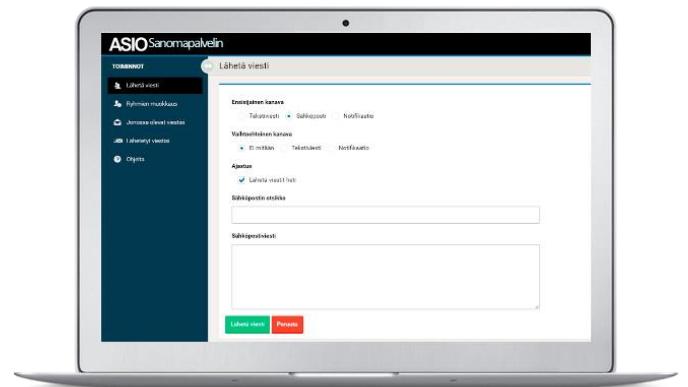 ASIO Sanomapalvelin
TOIMINNOT
Lähetä viesti
Lähetä viesti
Ryhmien muokkaus
Jonossa olevat viestit
Lähetetyt viestit
Ohjeita
Ensisijainen kanava
Tekstiviesti Sähköposti Notifikaatio
Vaihtoehtoinen kanava
Ei mitään Tekstiviesti Notifikaatio
Ajastus
Lähetä viestit heti
Sähköpostin otsikko
Sähköpostiviesti
Lähetä viesti Peruuta